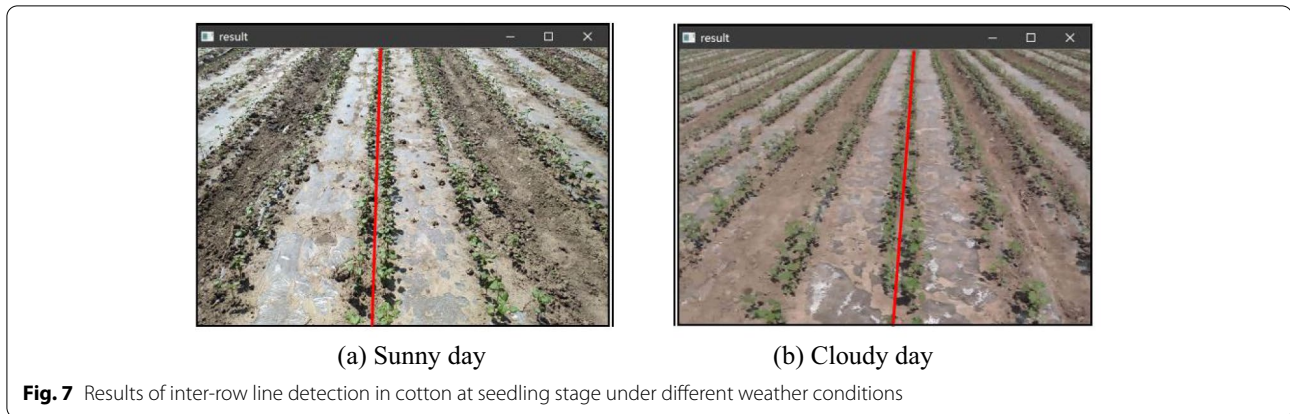 result
result
(a) Sunny day
(b) Cloudy day
Fig. 7 Results of inter-row line detection in cotton at seedling stage under different weather conditions